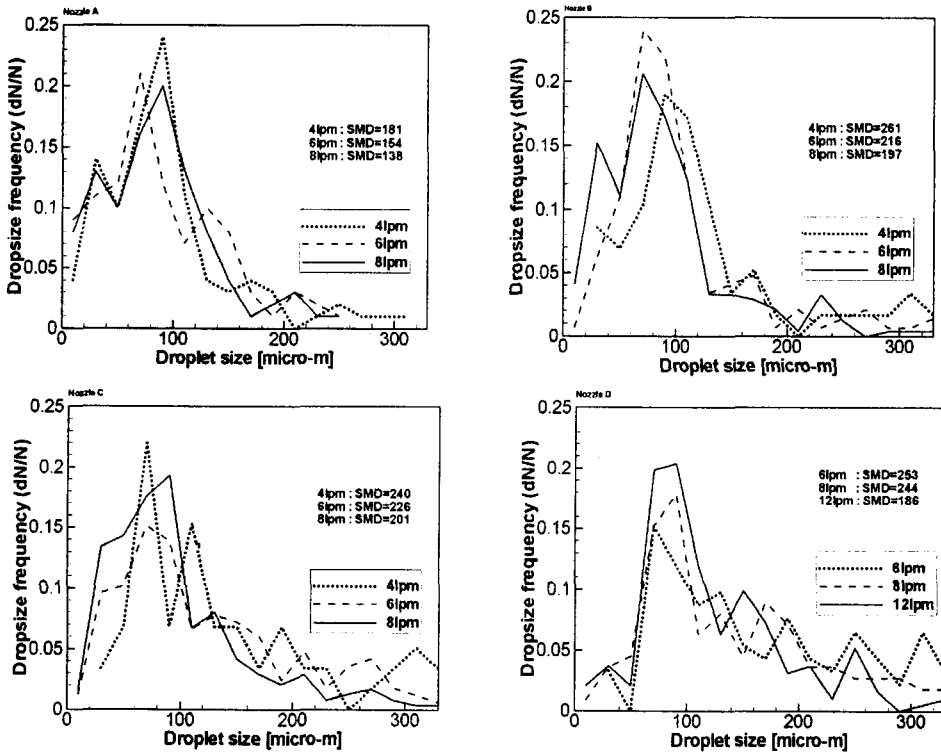 Nozzle A
0.25
0.2
0.15
0.1
0.05
0
0
100
200
300
Dropsize frequency (dN/N)
Droplet size [micro-m]
4lpm : SMD=181
6lpm : SMD=154
8lpm : SMD=138
4lpm
6lpm
8lpm
Nozzle B
0.25
0.2
0.15
0.1
0.05
0
0
100
200
300
Dropsize frequency (dN/N)
Droplet size [micro-m]
4lpm : SMD=261
6lpm : SMD=216
8lpm : SMD=197
4lpm
6lpm
8lpm
Nozzle C
0.25
0.2
0.15
0.1
0.05
0
0
100
200
300
Dropsize frequency (dN/N)
Droplet size [micro-m]
4lpm : SMD=240
6lpm : SMD=226
8lpm : SMD=201
4lpm
6lpm
8lpm
Nozzle D
0.25
0.2
0.15
0.1
0.05
0
0
100
200
300
Dropsize frequency (dN/N)
Droplet size [micro-m]
6lpm : SMD=253
8lpm : SMD=244
12lpm : SMD=186
6lpm
8lpm
12lpm